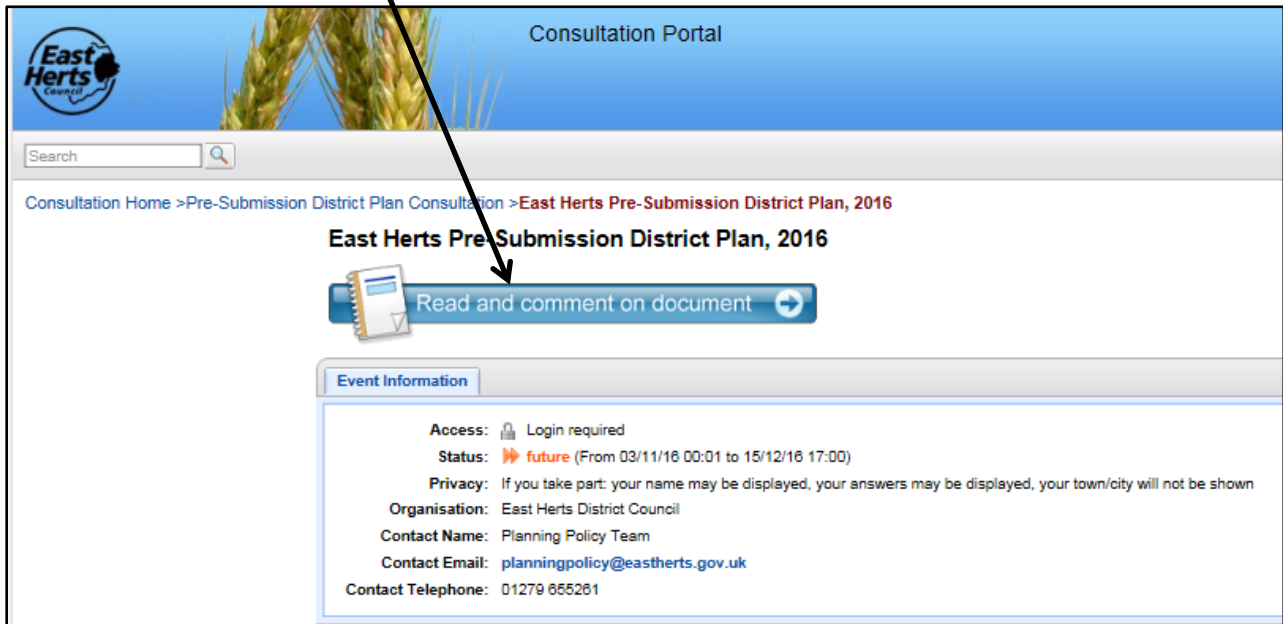 Consultation Portal
East
Herts
Council
Search
Consultation Home >Pre-Submission District Plan Consultation >East Herts Pre-Submission District Plan, 2016
East Herts Pre-Submission District Plan, 2016
Read and comment on document
Event Information
Access: Login required
Status: future (From 03/11/16 00:01 to 15/12/16 17:00)
Privacy: If you take part: your name may be displayed, your answers may be displayed, your town/city will not be shown
Organisation: East Herts District Council
Contact Name: Planning Policy Team
Contact Email: planningpolicy@eastherts.gov.uk
Contact Telephone: 01279 655261